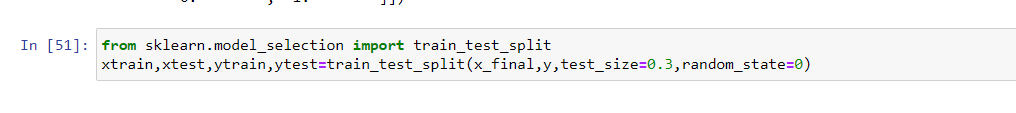 In [51]: from sklearn.model_selection import train_test_split
xtrain,xtest,ytrain,ytest=train_test_split(x_final,y,test_size=0.3,random_state=0)